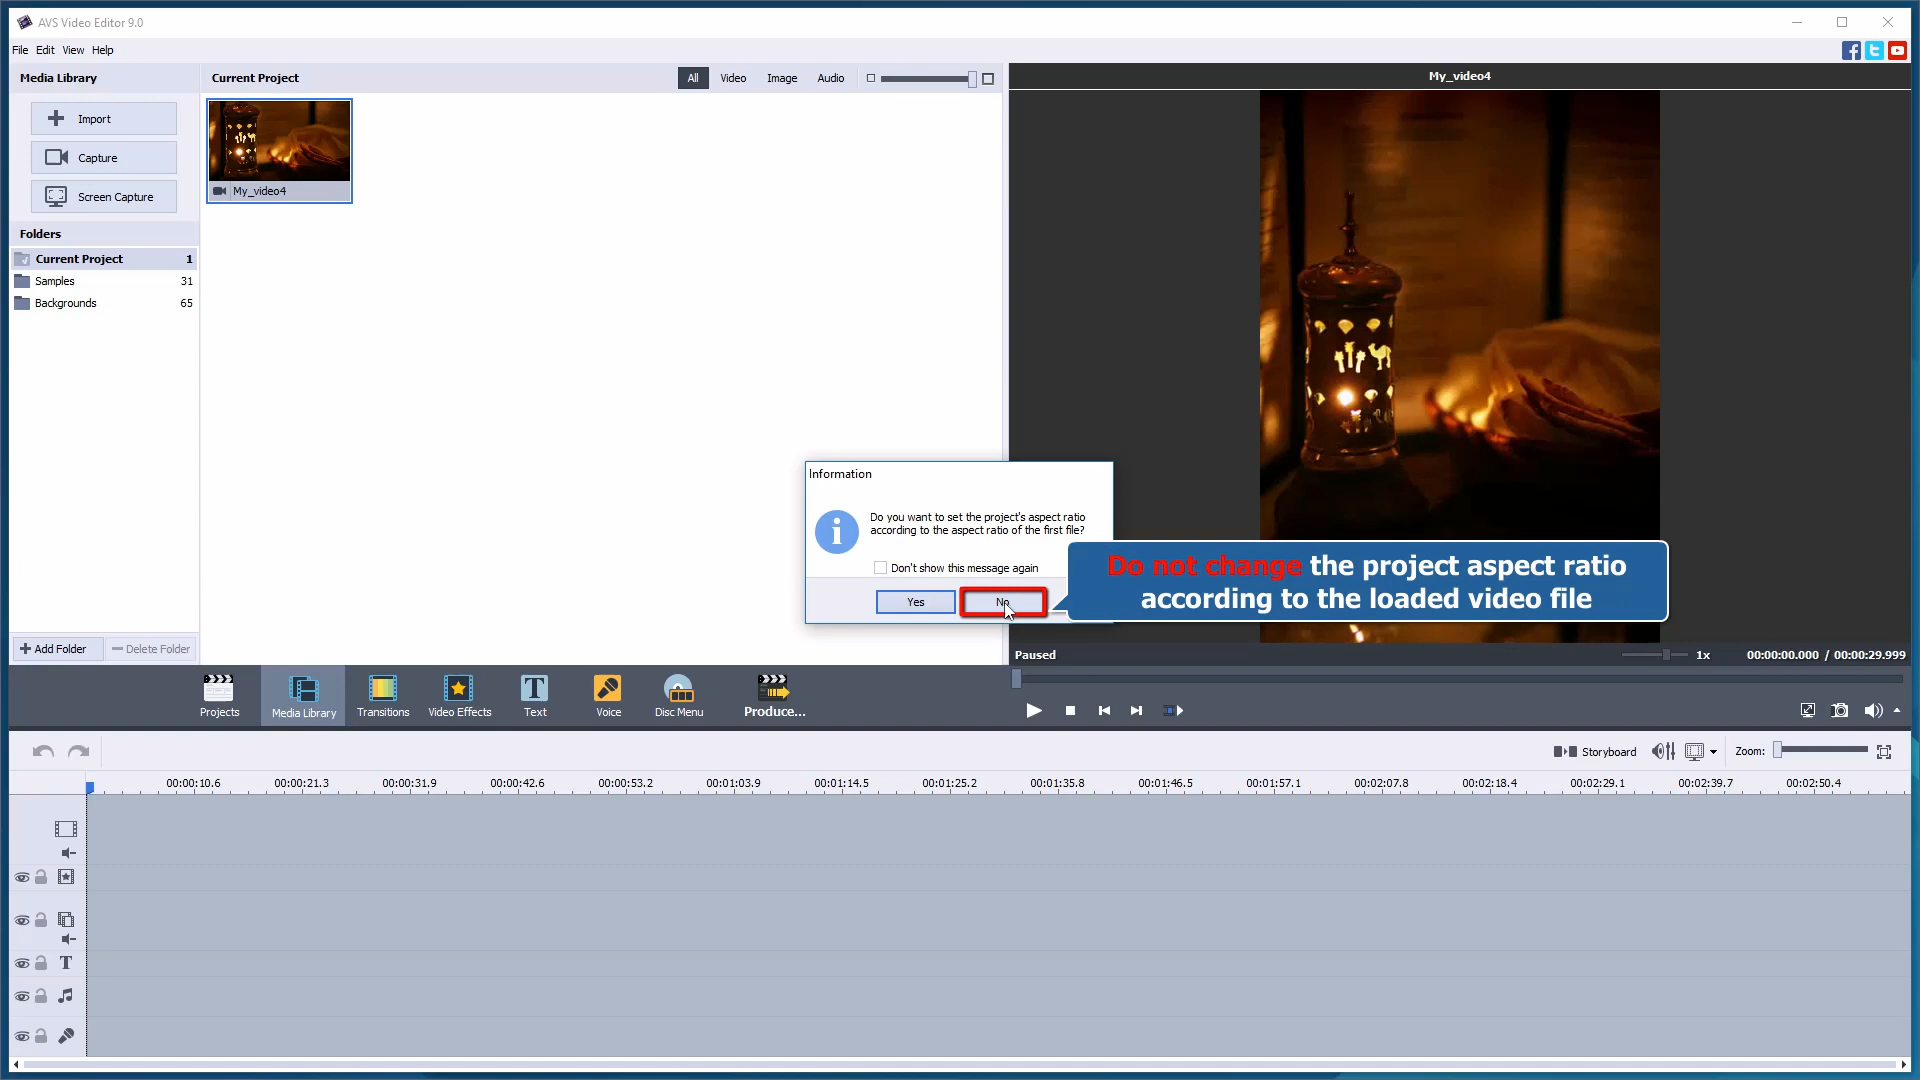 AVS Video Editor 9.0
File Edit View Help
Media Library
Current Project
All Video Image Audio
My_video4
Import
Capture
Screen Capture
My_video4
Folders
Current Project 1
Samples 31
Backgrounds 65
Information
Do you want to set the project's aspect ratio
according to the aspect ratio of the first file?
Don't show this message again
Yes
No
Do not change the project aspect ratio
according to the loaded video file
Add Folder
Delete Folder
Paused
1x
00:00:00.000 / 00:00:29.999
Projects
Media Library
Transitions
Video Effects
Text
Voice
Disc Menu
Produce...
Storyboard
Zoom:
00:00:10.6 00:00:21.3 00:00:31.9 00:00:42.6 00:00:53.2 00:01:03.9 00:01:14.5 00:01:25.2 00:01:35.8 00:01:46.5 00:01:57.1 00:02:07.8 00:02:18.4 00:02:29.1 00:02:39.7 00:02:50.4